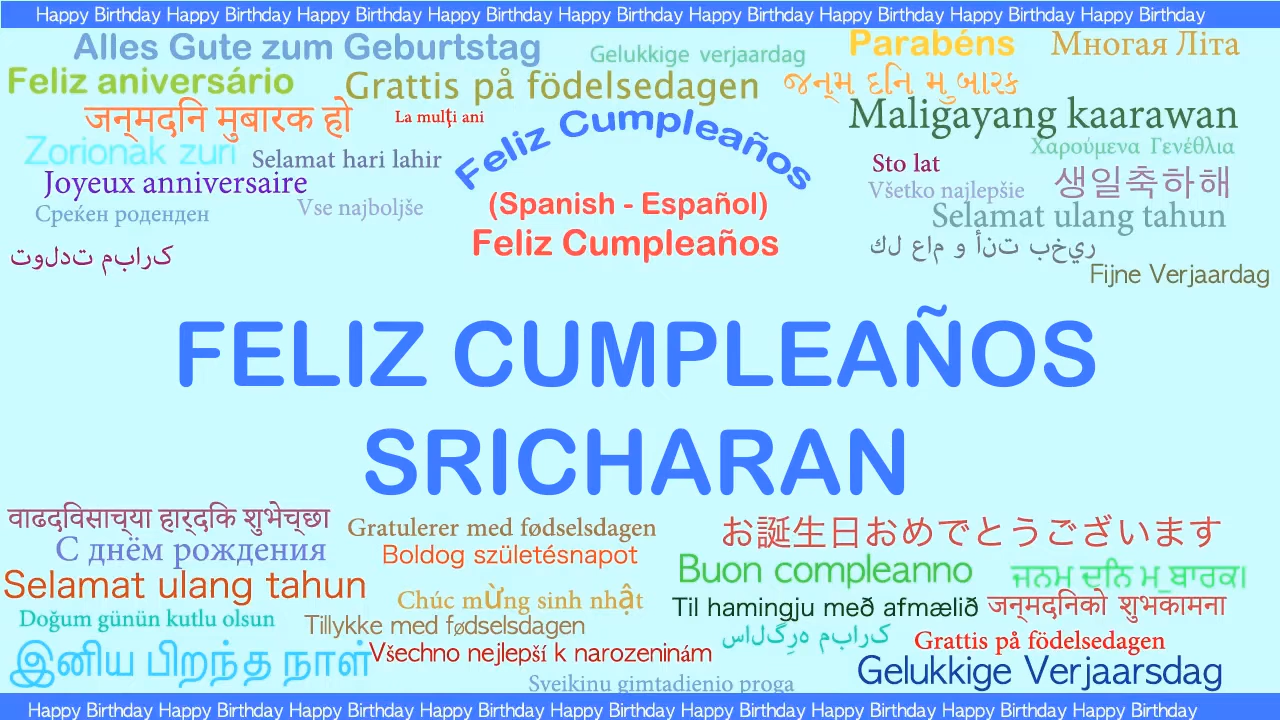 Happy Birthday Happy Birthday Happy Birthday Happy Birthday Happy Birthday Happy Birthday Happy Birthday Happy Birthday Happy Birthday
Alles Gute zum Geburtstag
Gelukkige verjaardag
Parabéns
Многая Літа
Feliz aniversário
Grattis på födelsedagen
જન્મ દિન મુબારક
जन्मदिन मुबारक हो
La mulţi ani
Feliz Cumpleaños
Maligayang kaarawan
Zorionak zuri
Selamat hari lahir
Χαρούμενα Γενέθλια
Sto lat
Joyeux anniversaire
Všetko najlepšie
생일축하해
Среќен роденден
Vse najboljše
(Spanish - Español)
Selamat ulang tahun
Feliz Cumpleaños
تولدت مبارک
كل عام و أنت بخير
Fijne Verjaardag
FELIZ CUMPLEAÑOS
SRICHARAN
वाढदिवसाच्या हार्दिक शुभेच्छा
Gratulerer med fødselsdagen
お誕生日おめでとうございます
С днём рождения
Boldog születésnapot
Buon compleanno
ਜਨਮ ਦਿਨ ਮੁਬਾਰਕ।
Selamat ulang tahun
Chúc mừng sinh nhật
Til hamingju með afmælið
जन्मदिनको शुभकामना
Doğum günün kutlu olsun
Tillykke med fødselsdagen
سالگرہ مبارک
Grattis på födelsedagen
இனிய பிறந்த நாள்
Všechno nejlepší k narozeninám
Gelukkige Verjaarsdag
Sveikinu gimtadienio proga
Happy Birthday Happy Birthday Happy Birthday Happy Birthday Happy Birthday Happy Birthday Happy Birthday Happy Birthday Happy Birthday